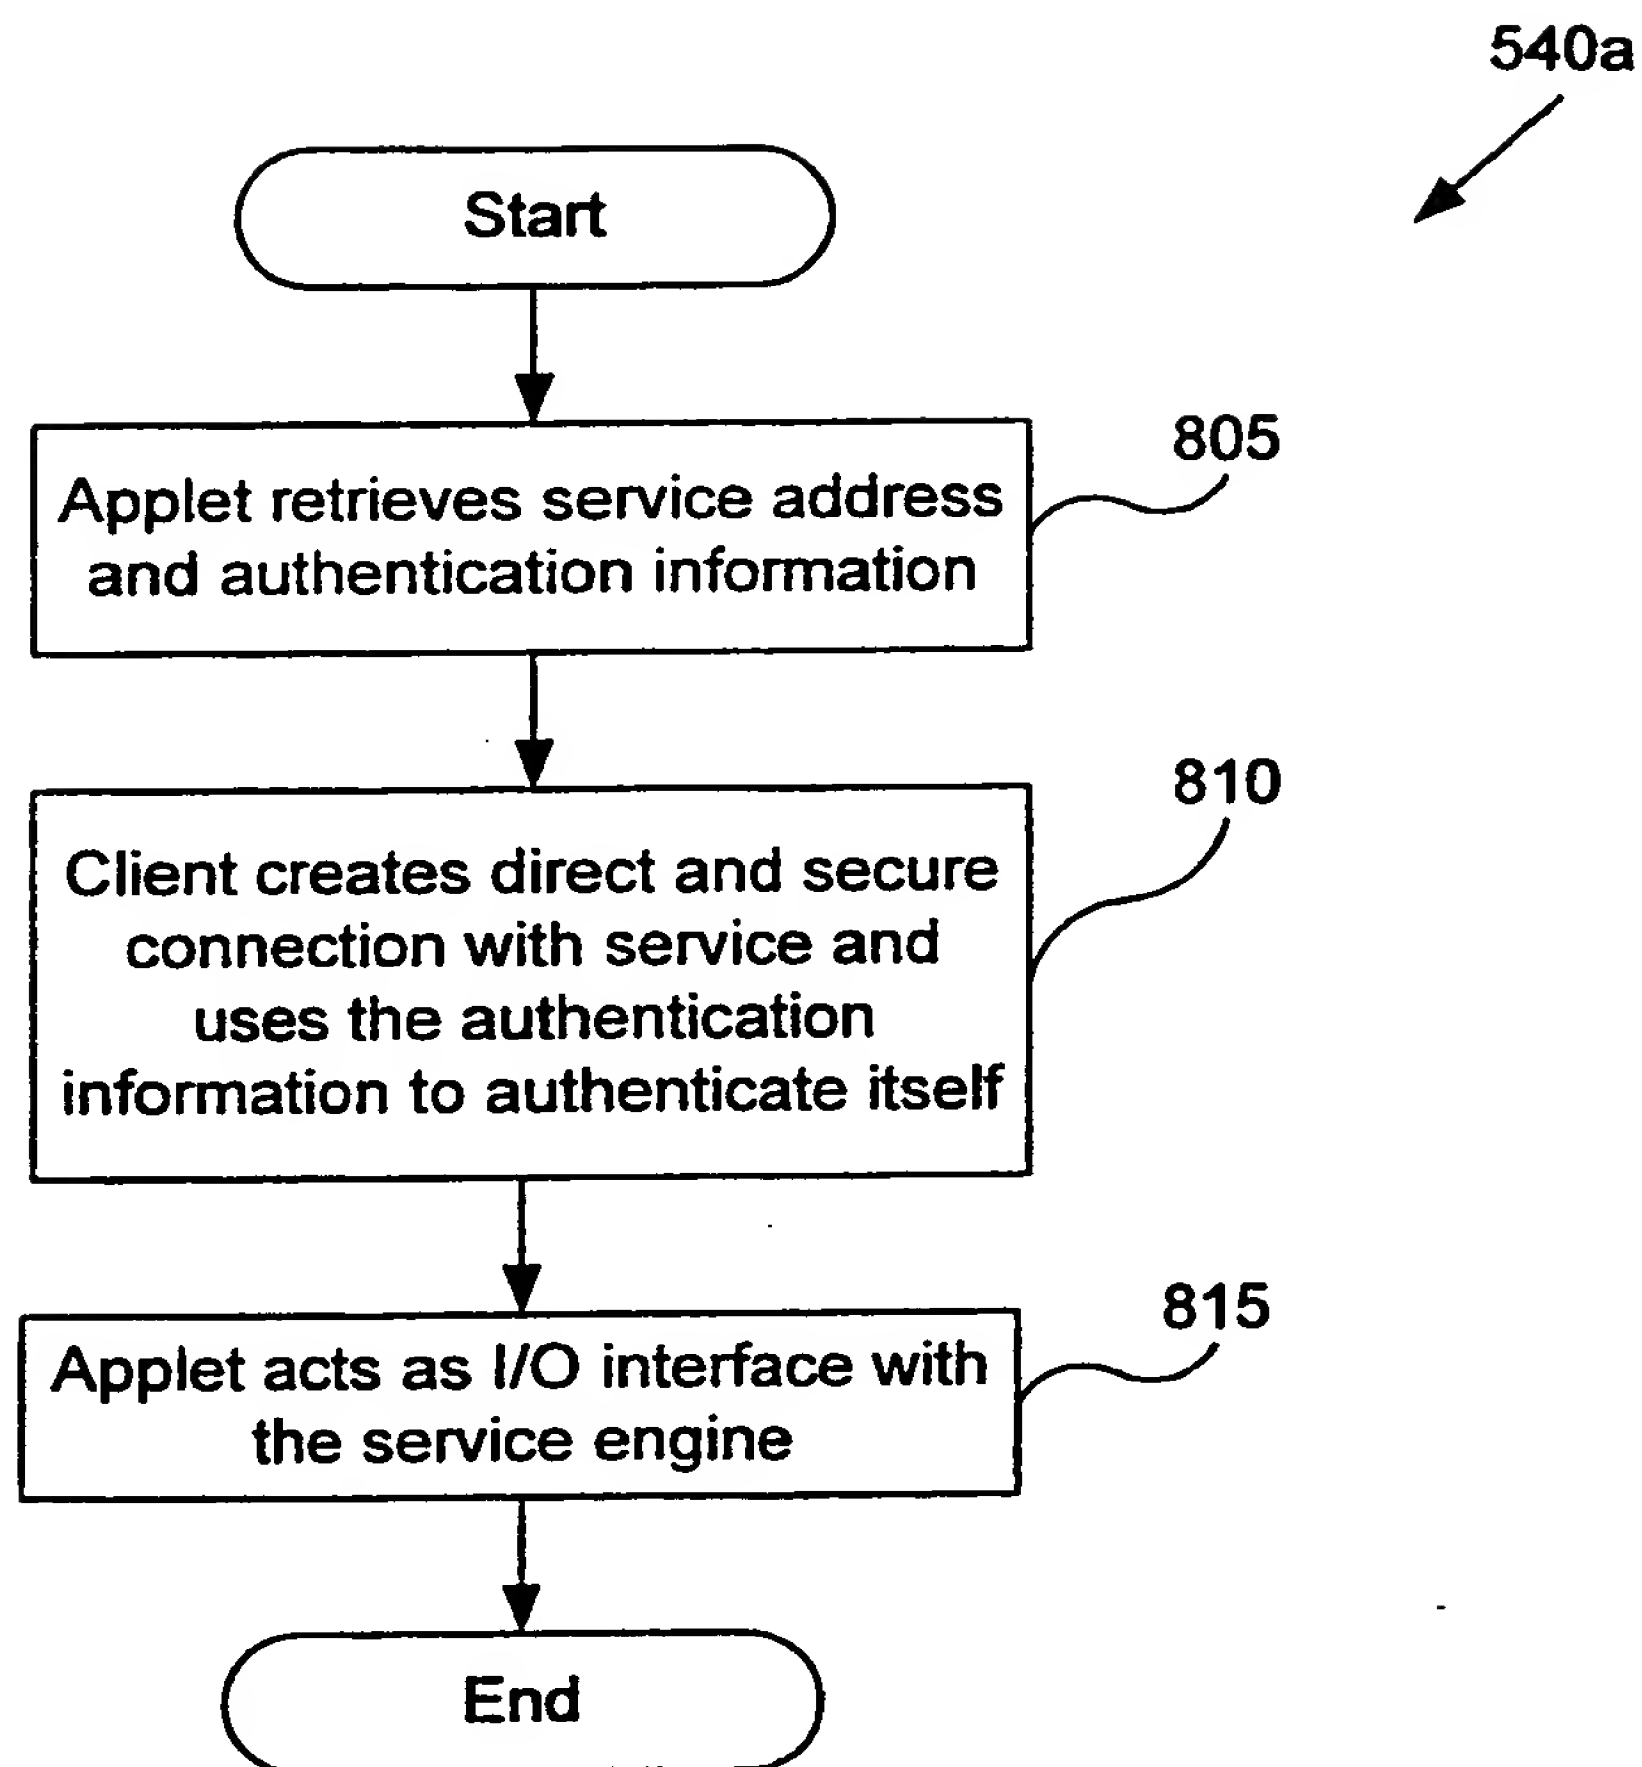 540a
Start
805
Applet retrieves service address
and authentication information
810
Client creates direct and secure
connection with service and
uses the authentication
information to authenticate itself
815
Applet acts as I/O interface with
the service engine
End